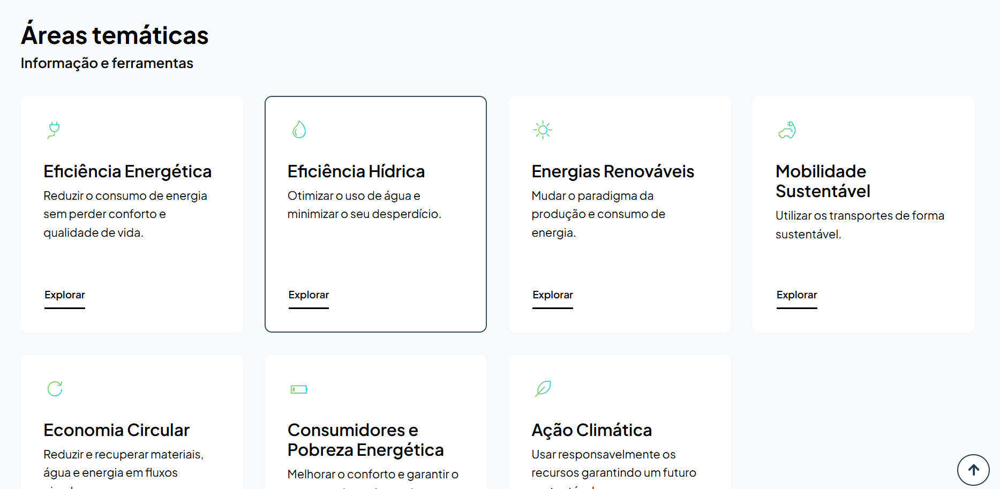 Áreas temáticas
Informação e ferramentas
Eficiência Energética
Reduzir o consumo de energia
sem perder conforto e
qualidade de vida.
Explorar
Eficiência Hídrica
Otimizar o uso de água e
minimizar o seu desperdício.
Explorar
Energias Renováveis
Mudar o paradigma da
produção e consumo de
energia.
Explorar
Mobilidade
Sustentável
Utilizar os transportes de forma
sustentável.
Explorar
Economia Circular
Reduzir e recuperar materiais,
água e energia em fluxos
Consumidores e
Pobreza Energética
Melhorar o conforto e garantir o
Ação Climática
Usar responsavelmente os
recursos garantindo um futuro